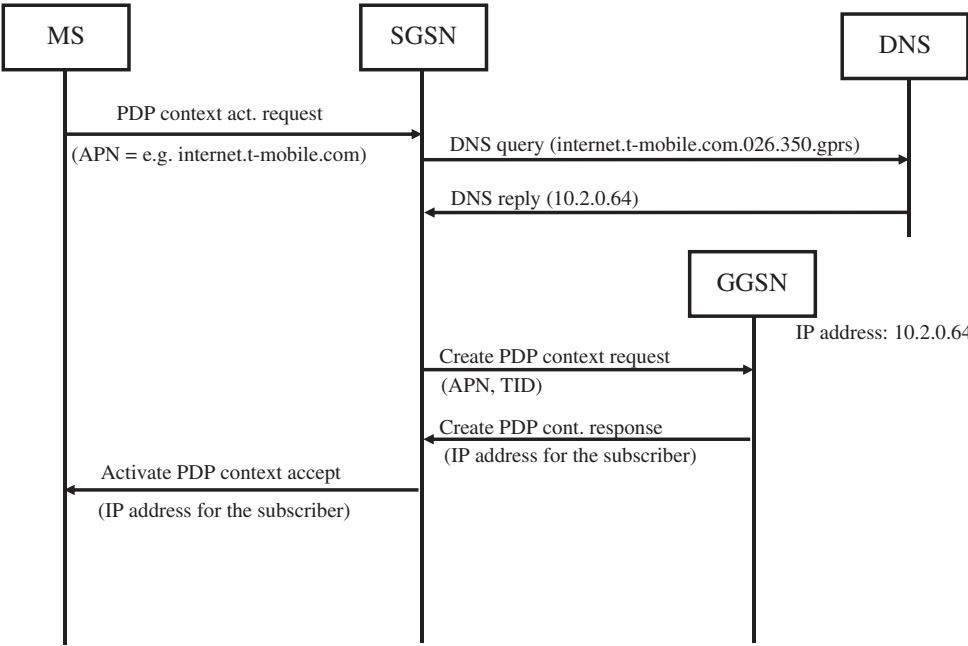 MS
SGSN
DNS
PDP context act. request
(APN = e.g. internet.t-mobile.com)
DNS query (internet.t-mobile.com.026.350.gprs)
DNS reply (10.2.0.64)
GGSN
IP address: 10.2.0.64
Create PDP context request
(APN, TID)
Create PDP cont. response
(IP address for the subscriber)
Activate PDP context accept
(IP address for the subscriber)